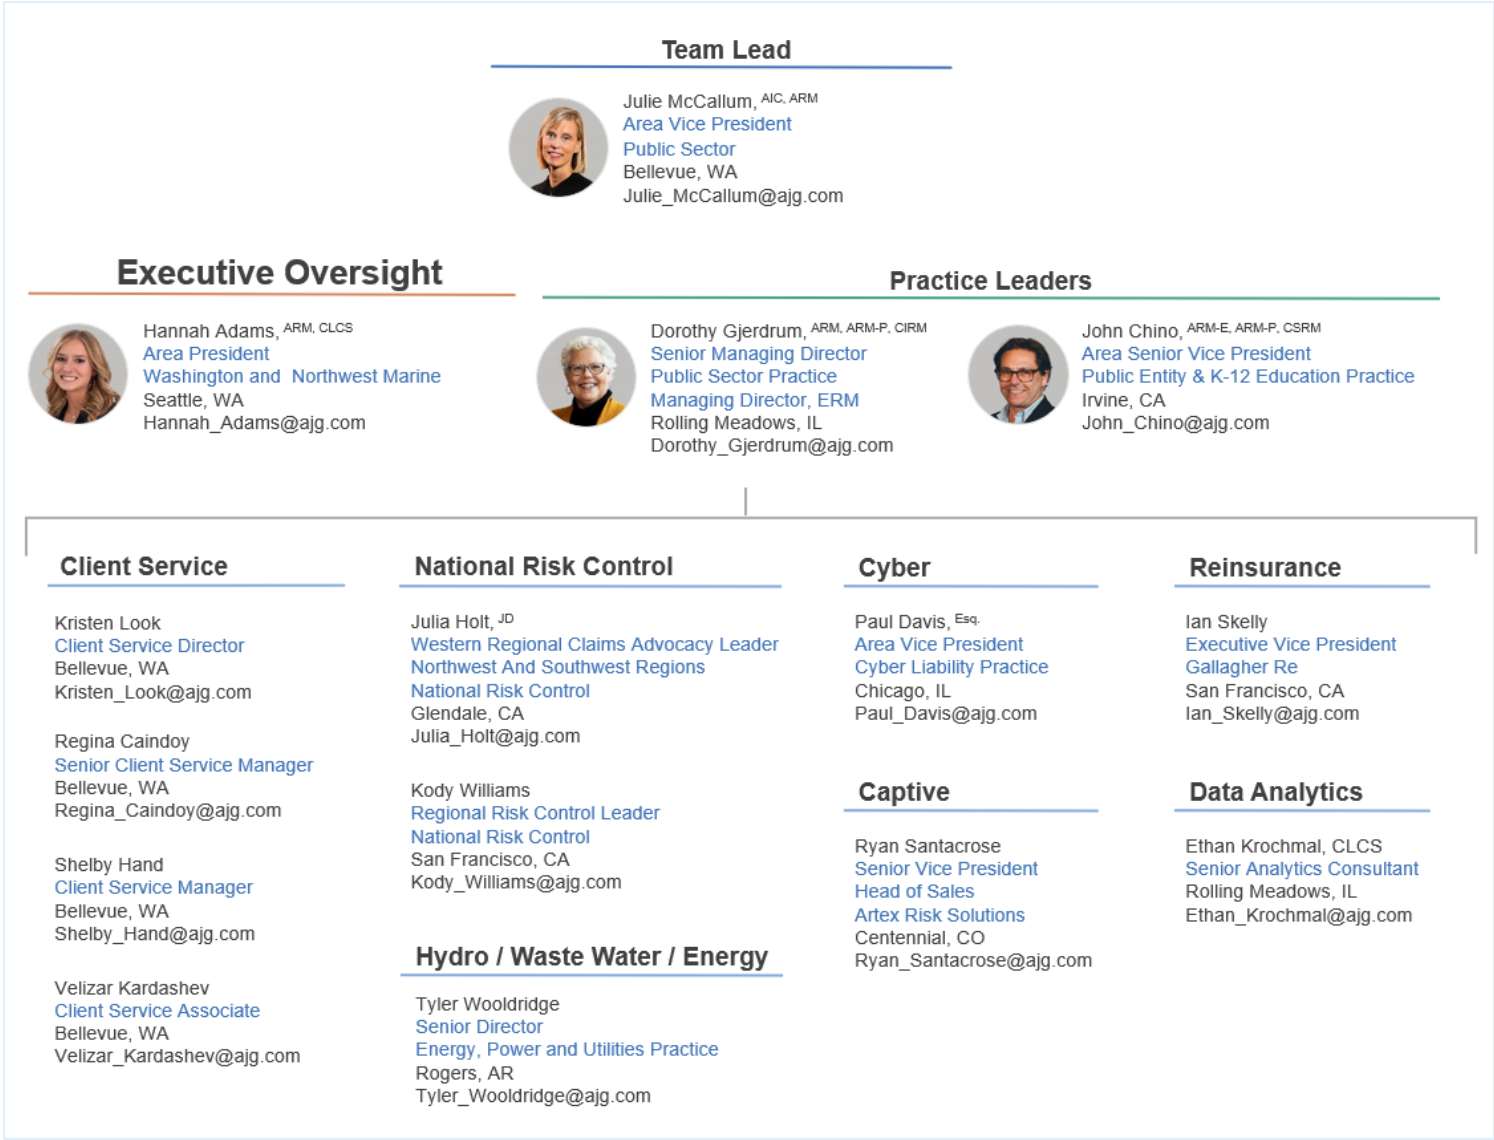 Team Lead
Julie McCallum, AIC, ARM
Area Vice President
Public Sector
Bellevue, WA
Julie_McCallum@ajg.com
Executive Oversight
Hannah Adams, ARM, CLCS
Area President
Washington and Northwest Marine
Seattle, WA
Hannah_Adams@ajg.com
Practice Leaders
Dorothy Gjerdrum, ARM, ARM-P, CIRM
Senior Managing Director
Public Sector Practice
Managing Director, ERM
Rolling Meadows, IL
Dorothy_Gjerdrum@ajg.com
John Chino, ARM-E, ARM-P, CSRM
Area Senior Vice President
Public Entity & K-12 Education Practice
Irvine, CA
John_Chino@ajg.com
Client Service
Kristen Look
Client Service Director
Bellevue, WA
Kristen_Look@ajg.com
Regina Caindoy
Senior Client Service Manager
Bellevue, WA
Regina_Caindoy@ajg.com
Shelby Hand
Client Service Manager
Bellevue, WA
Shelby_Hand@ajg.com
Velizar Kardashev
Client Service Associate
Bellevue, WA
Velizar_Kardashev@ajg.com
National Risk Control
Julia Holt, JD
Western Regional Claims Advocacy Leader
Northwest And Southwest Regions
National Risk Control
Glendale, CA
Julia_Holt@ajg.com
Kody Williams
Regional Risk Control Leader
National Risk Control
San Francisco, CA
Kody_Williams@ajg.com
Hydro / Waste Water / Energy
Tyler Wooldridge
Senior Director
Energy, Power and Utilities Practice
Rogers, AR
Tyler_Wooldridge@ajg.com
Cyber
Paul Davis, Esq.
Area Vice President
Cyber Liability Practice
Chicago, IL
Paul_Davis@ajg.com
Captive
Ryan Santacrose
Senior Vice President
Head of Sales
Artex Risk Solutions
Centennial, CO
Ryan_Santacrose@ajg.com
Reinsurance
Ian Skelly
Executive Vice President
Gallagher Re
San Francisco, CA
Ian_Skelly@ajg.com
Data Analytics
Ethan Krochmal, CLCS
Senior Analytics Consultant
Rolling Meadows, IL
Ethan_Krochmal@ajg.com